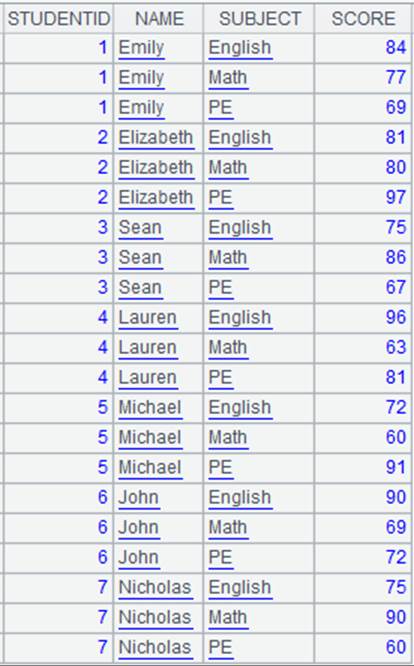 STUDENTID NAME SUBJECT SCORE
1 Emily English 84
1 Emily Math 77
1 Emily PE 69
2 Elizabeth English 81
2 Elizabeth Math 80
2 Elizabeth PE 97
3 Sean English 75
3 Sean Math 86
3 Sean PE 67
4 Lauren English 96
4 Lauren Math 63
4 Lauren PE 81
5 Michael English 72
5 Michael Math 60
5 Michael PE 91
6 John English 90
6 John Math 69
6 John PE 72
7 Nicholas English 75
7 Nicholas Math 90
7 Nicholas PE 60